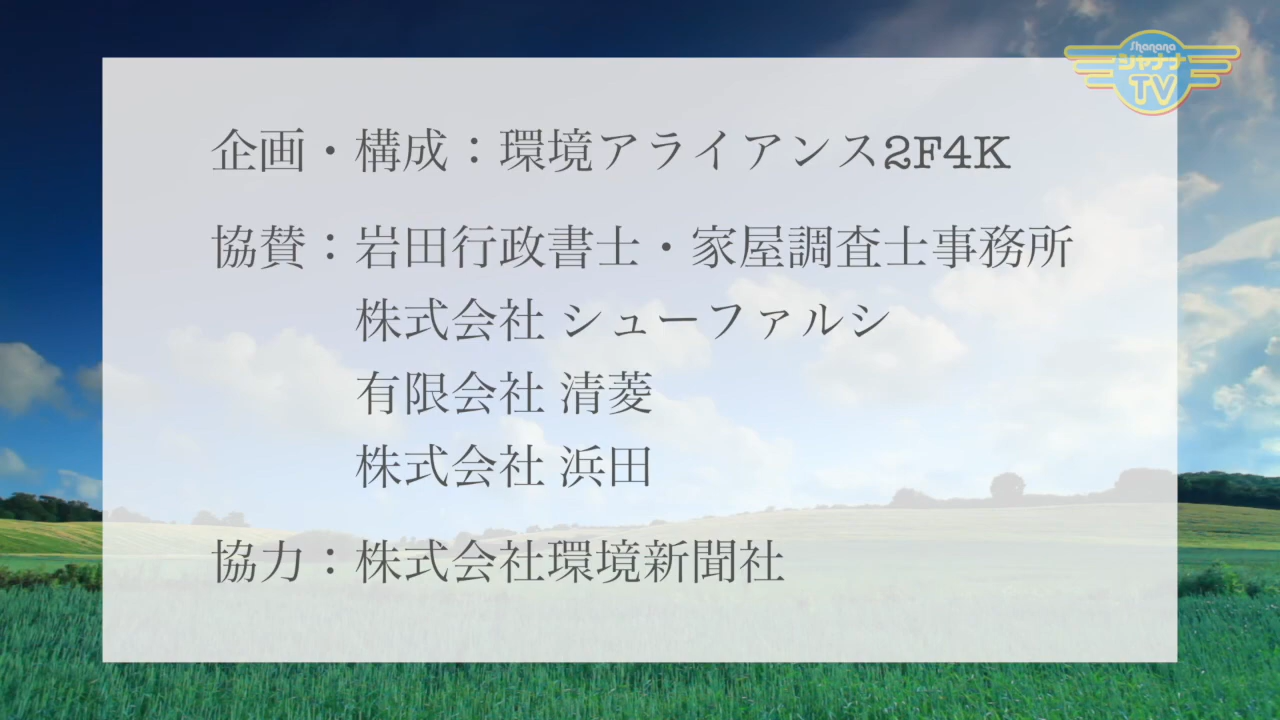 Shanana
シャナナ
TV
企画・構成：環境アライアンス2F4K
協賛：岩田行政書士・家屋調査士事務所
株式会社 シューファルシ
有限会社 清菱
株式会社 浜田
協力：株式会社環境新聞社